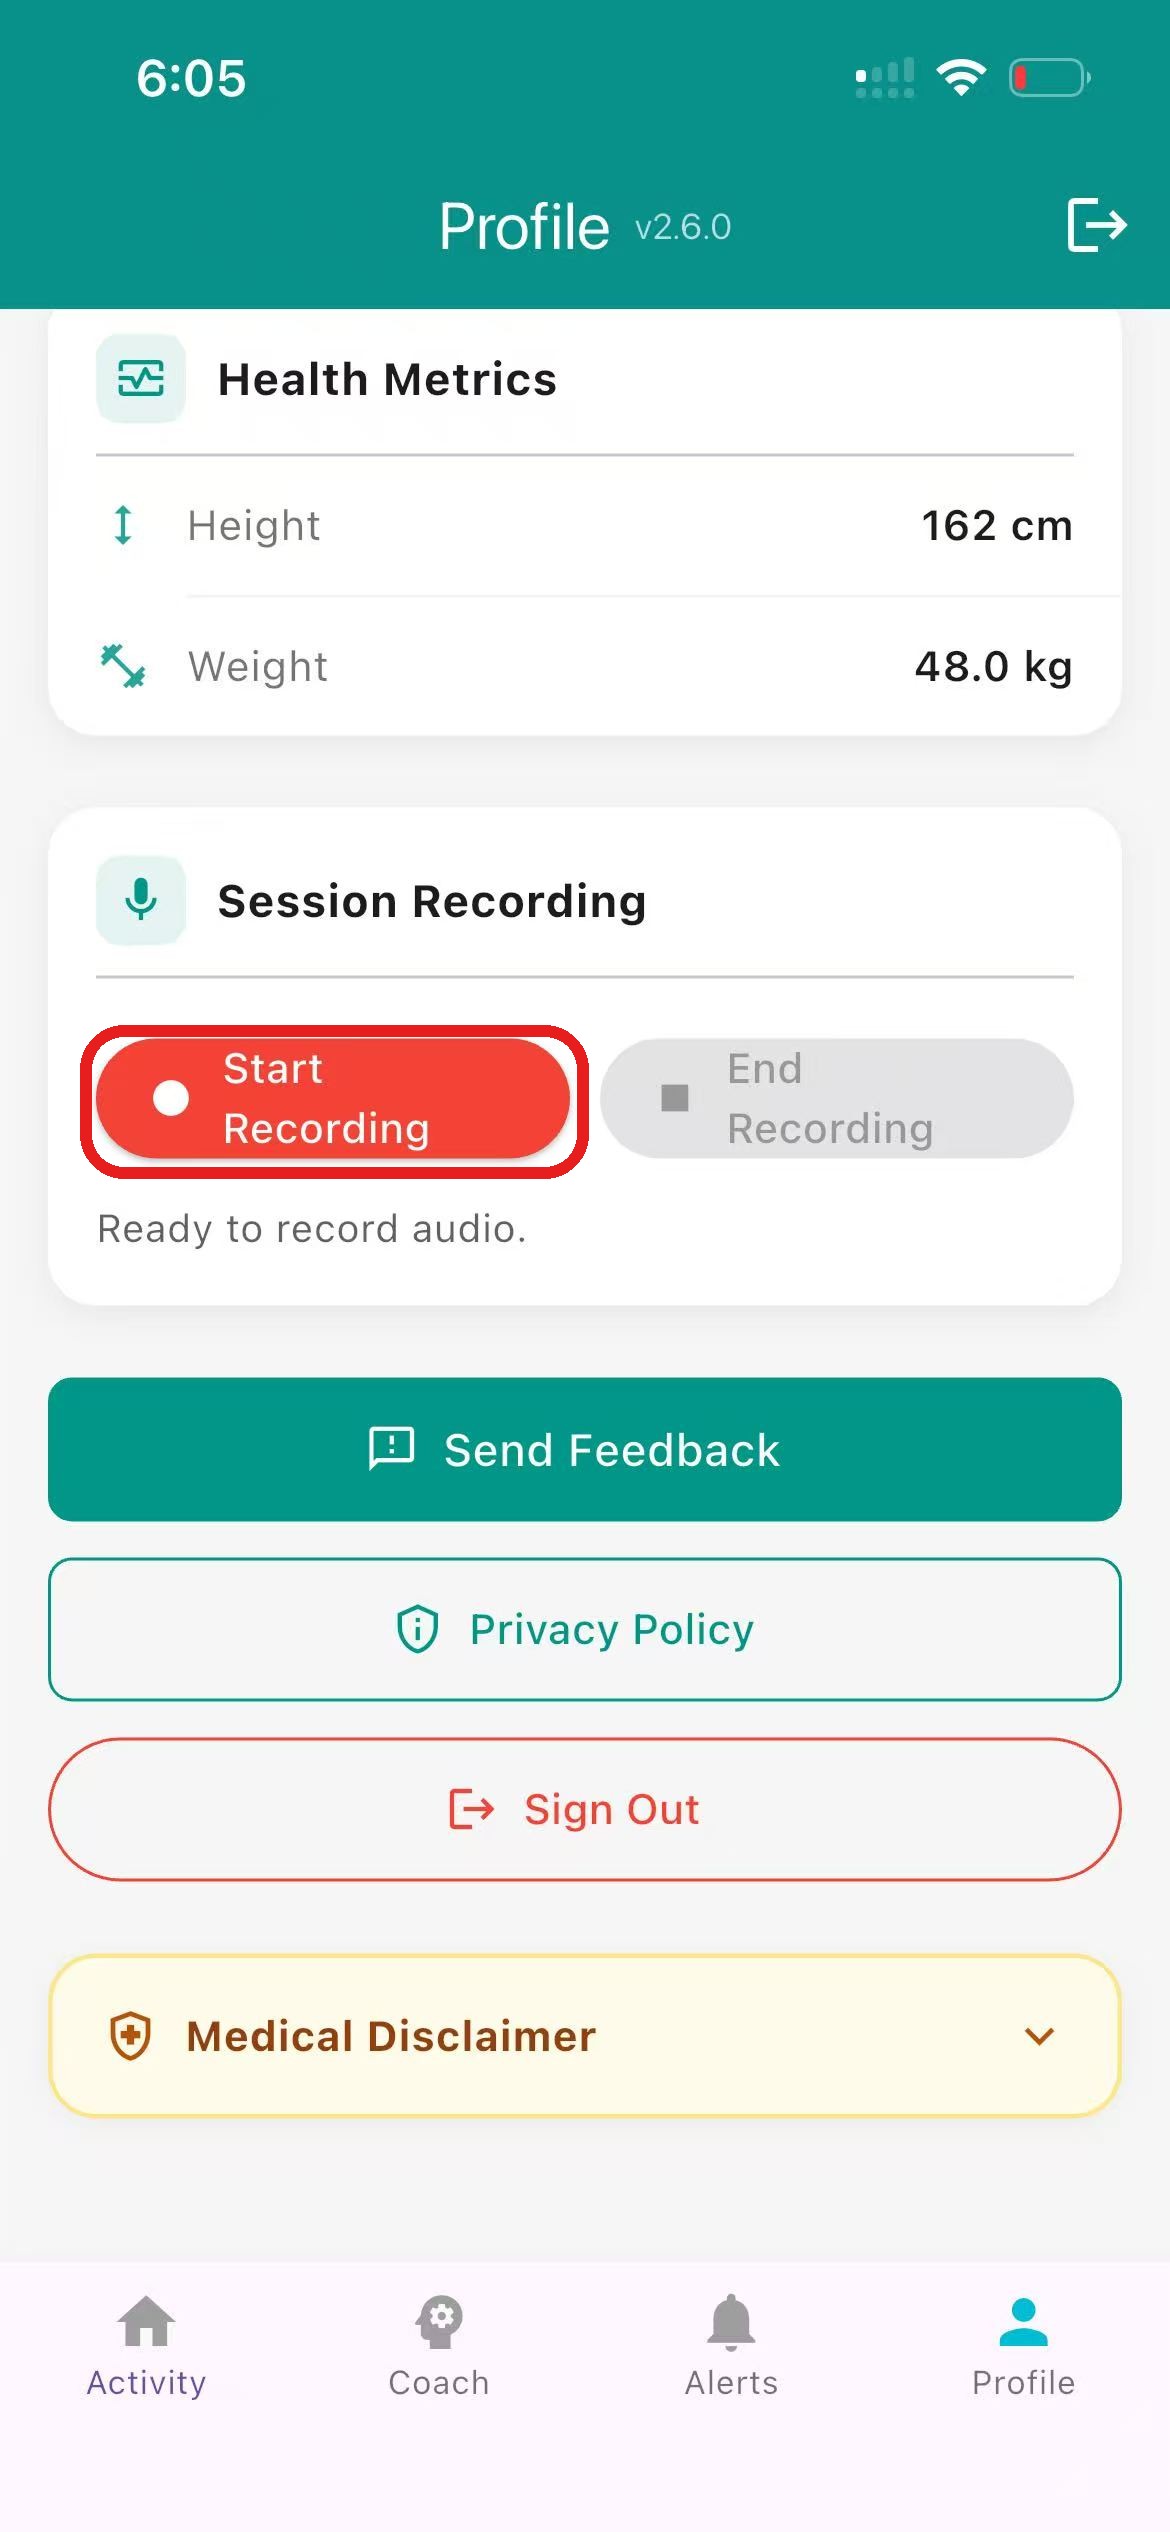 6:05
Profile v2.6.0
Health Metrics
Height 162 cm
Weight 48.0 kg
Session Recording
Start
Recording
End
Recording
Ready to record audio.
Send Feedback
Privacy Policy
Sign Out
Medical Disclaimer
Activity Coach Alerts Profile